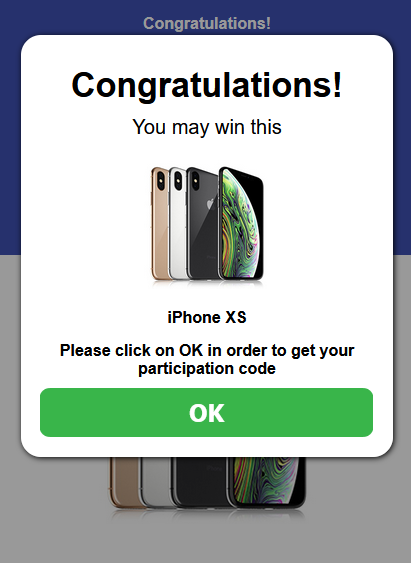 Congratulations!
Congratulations!
You may win this
iPhone XS
Please click on OK in order to get your
participation code
OK